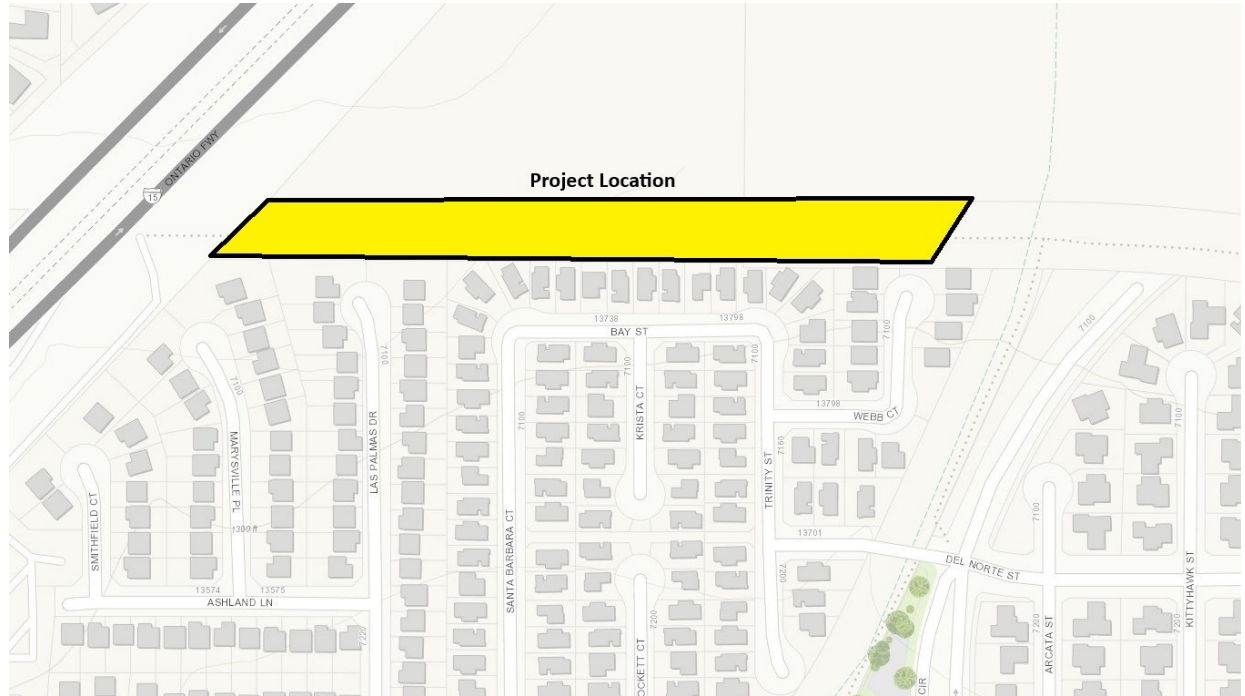 ONTARIO FWY
15
Project Location
13738
13798
BAY ST
7100
7100
7100
7100
7100
7100
7100
KRISTA CT
13798
WEBB CT
MARYSVILLE PL
LAS PALMAS DR
7100
7160
TRINITY ST
SMITHFIELD CT
1300 ft
SANTA BARBARA CT
7100
13701
DEL NORTE ST
KITTYHAWK ST
13574
13575
ASHLAND LN
7200
7200
7200
7200
7220
ARCATA ST
OCKETT CT
CIR